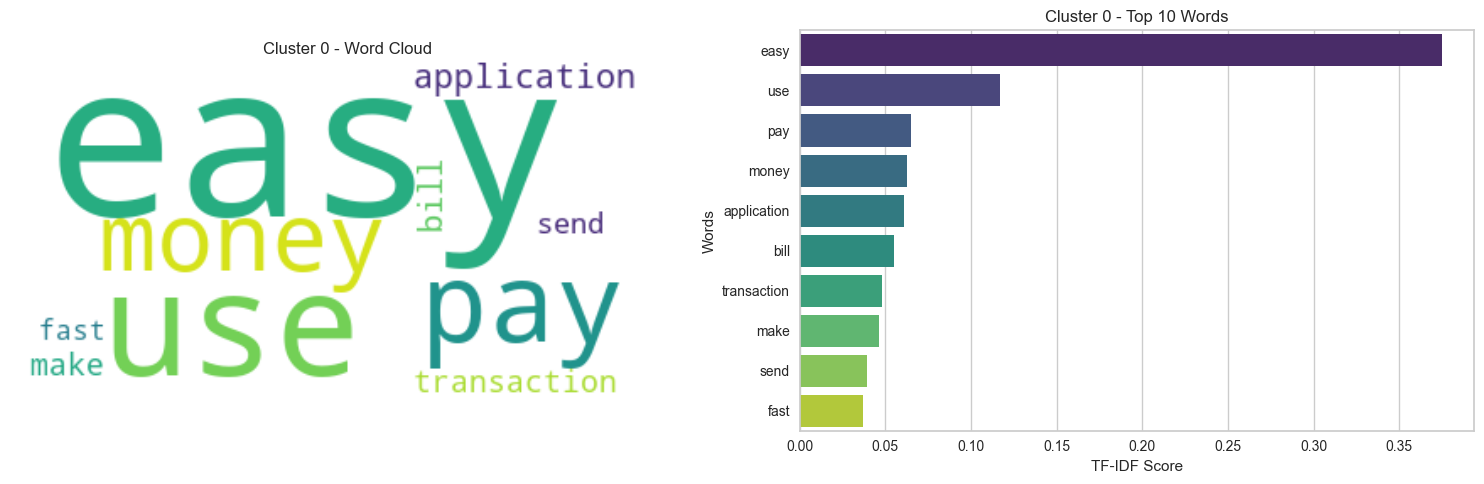 Cluster 0 - Word Cloud
application
easy
bill
send
money
use
pay
fast
make
transaction
Cluster 0 - Top 10 Words
Words
easy
use
pay
money
application
bill
transaction
make
send
fast
0.00 0.05 0.10 0.15 0.20 0.25 0.30 0.35
TF-IDF Score